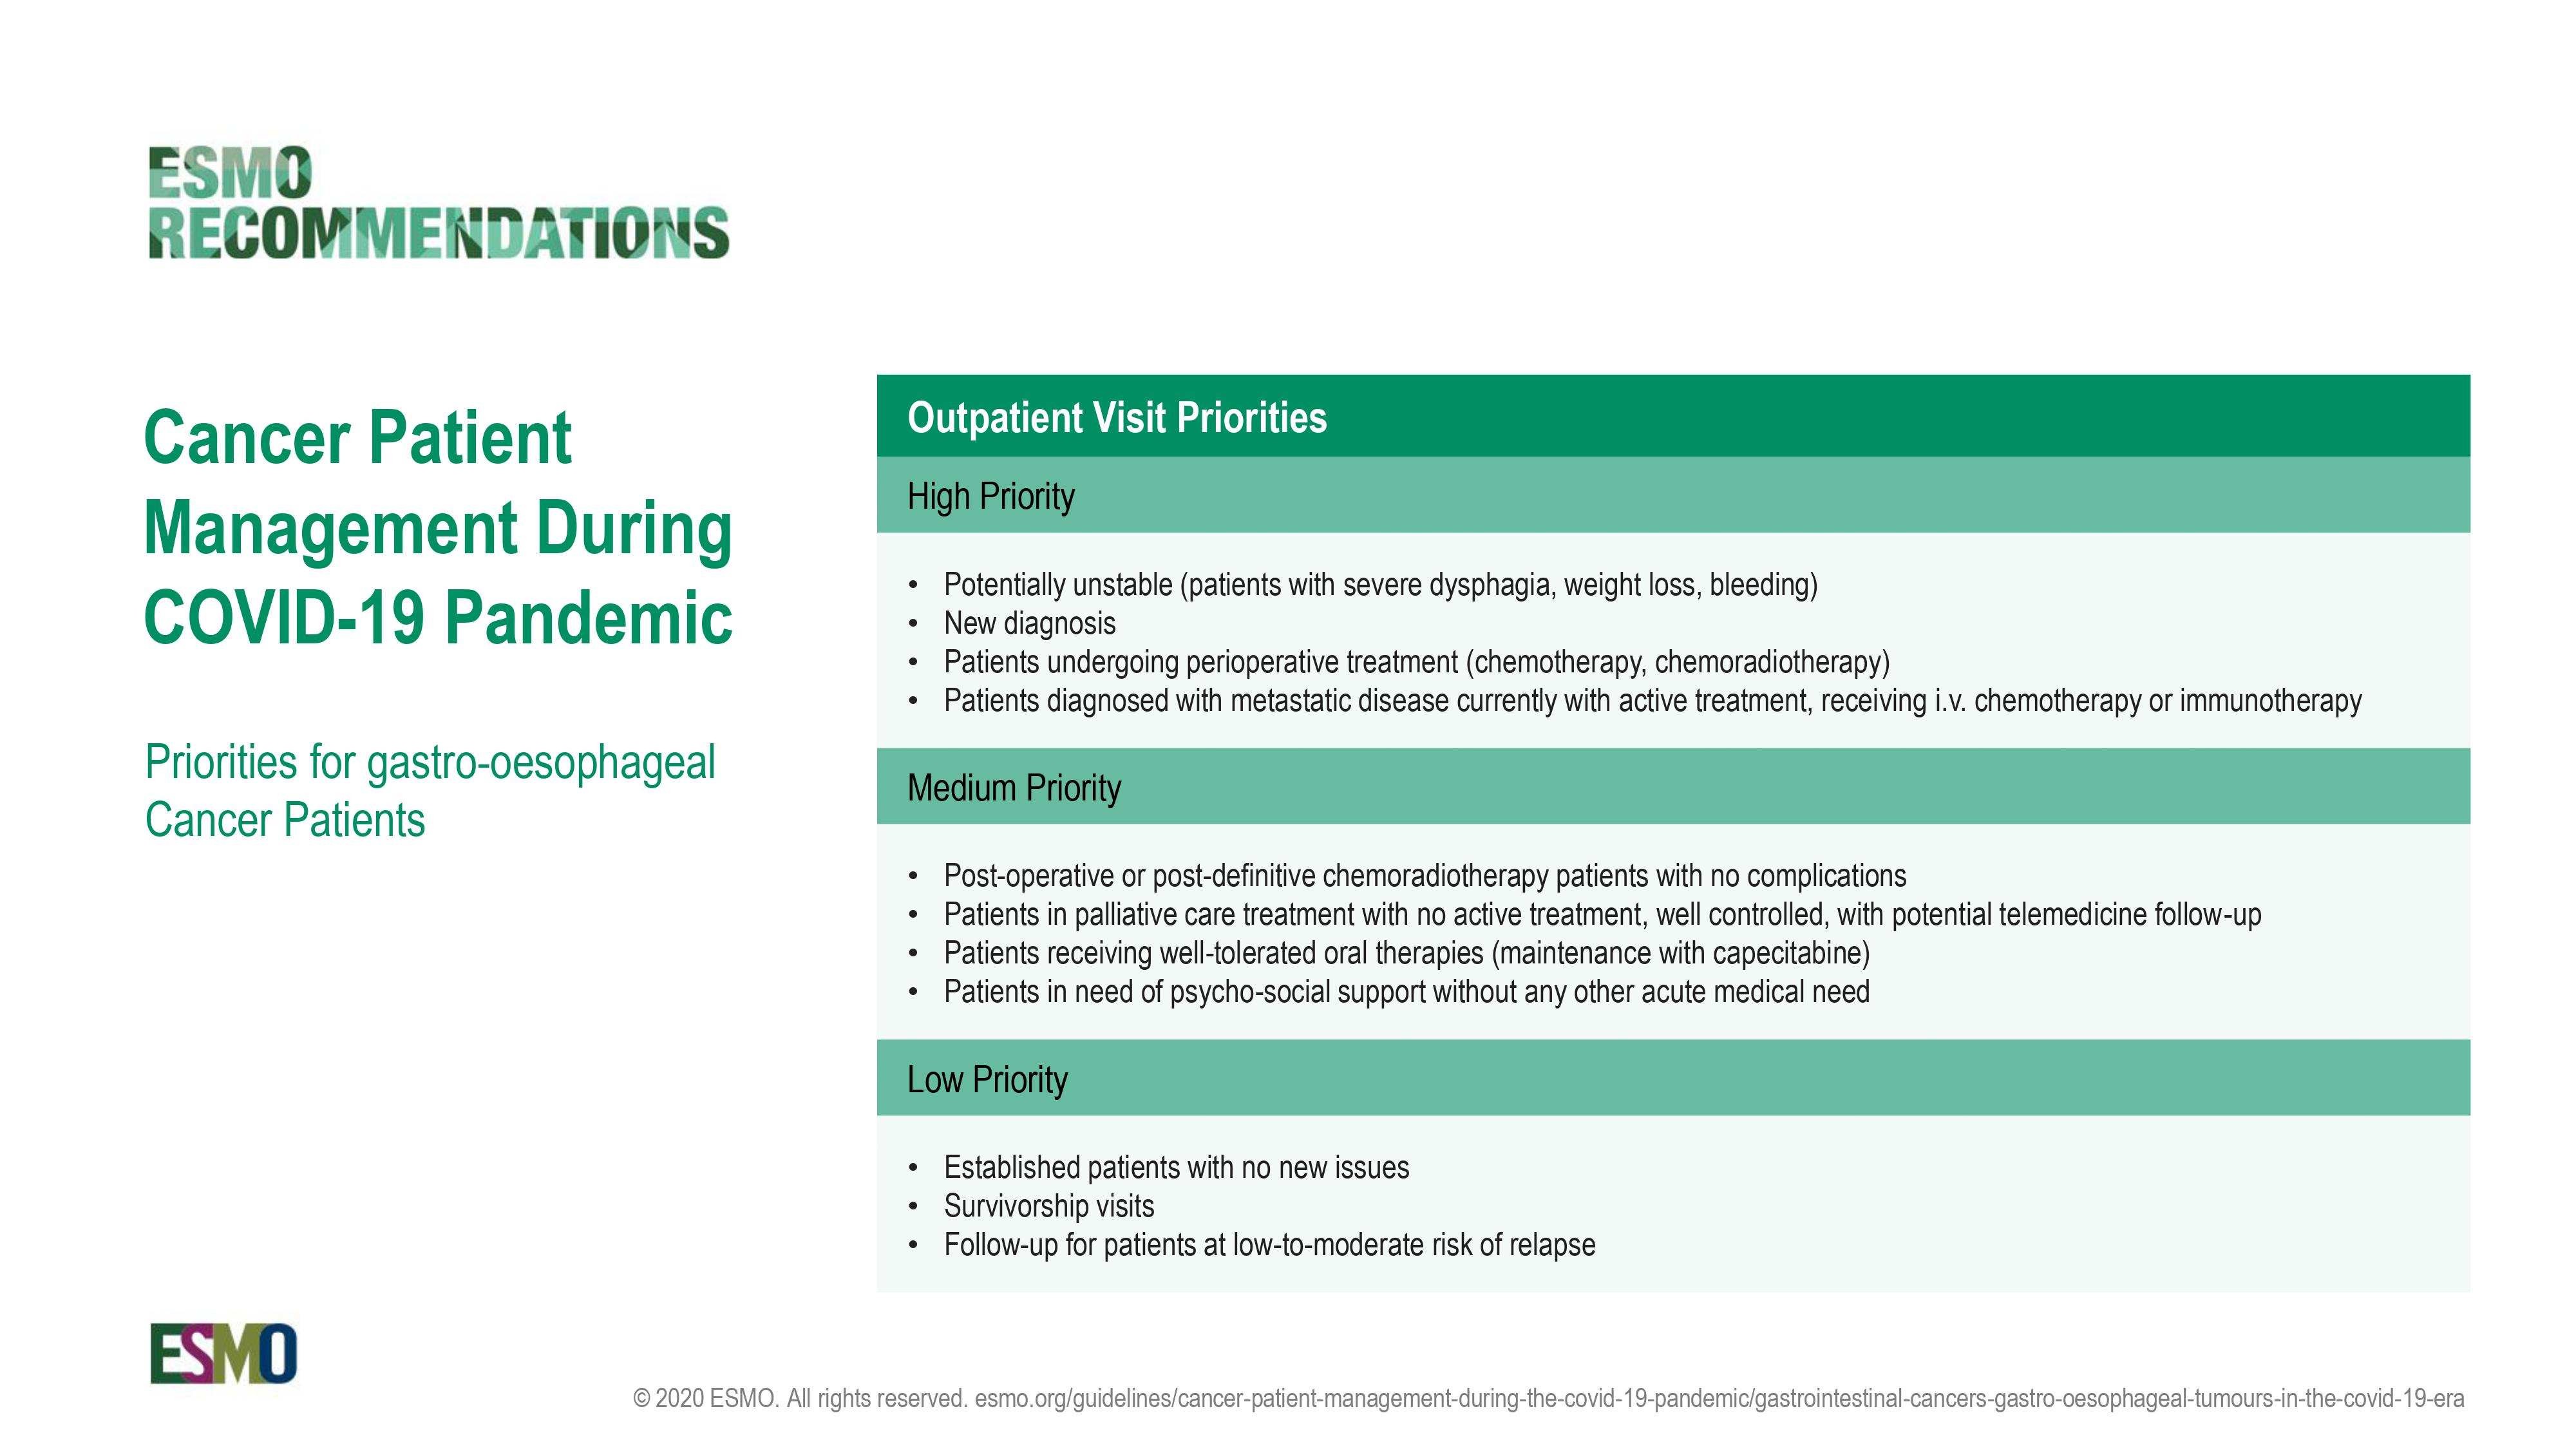 ESMO
RECOMMENDATIONS
Cancer Patient
Management During
COVID-19 Pandemic
Priorities for gastro-oesophageal
Cancer Patients
Outpatient Visit Priorities
High Priority
• Potentially unstable (patients with severe dysphagia, weight loss, bleeding)
• New diagnosis
• Patients undergoing perioperative treatment (chemotherapy, chemoradiotherapy)
• Patients diagnosed with metastatic disease currently with active treatment, receiving i.v. chemotherapy or immunotherapy
Medium Priority
• Post-operative or post-definitive chemoradiotherapy patients with no complications
• Patients in palliative care treatment with no active treatment, well controlled, with potential telemedicine follow-up
• Patients receiving well-tolerated oral therapies (maintenance with capecitabine)
• Patients in need of psycho-social support without any other acute medical need
Low Priority
• Established patients with no new issues
• Survivorship visits
• Follow-up for patients at low-to-moderate risk of relapse
ESMO
© 2020 ESMO. All rights reserved. esmo.org/guidelines/cancer-patient-management-during-the-covid-19-pandemic/gastrointestinal-cancers-gastro-oesophageal-tumours-in-the-covid-19-era